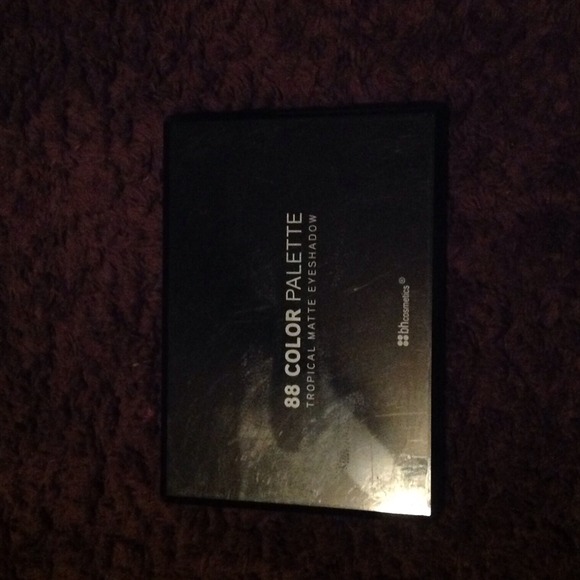 88 COLOR PALETTE
TROPICAL MATTE EYESHADOW
bhcosmetics®